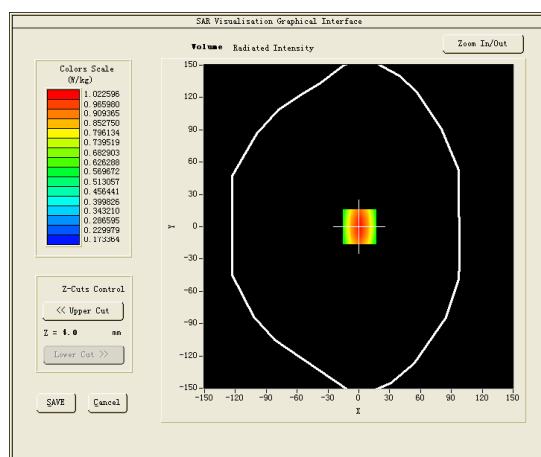 SAR Visualisation Graphical Interface
Volume Radiated Intensity
Zoom In/Out
Colors Scale
(W/kg)
1.022596
0.965980
0.909365
0.852750
0.796134
0.739519
0.682903
0.626288
0.569672
0.513057
0.456441
0.399826
0.343210
0.286595
0.229979
0.173364
Z-Cuts Control
<< Upper Cut
Z = 4.0 mm
Lower Cut >>
SAVE Cancel
150
120
90
60
30
Y 0
-30
-60
-90
-120
-150
-150 -120 -90 -60 -30 0 30 60 90 120 150
X